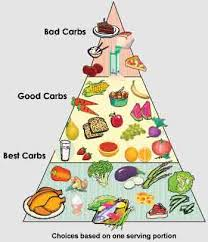 Bad Carbs
Good Carbs
Best Carbs
Choices based on one serving portion